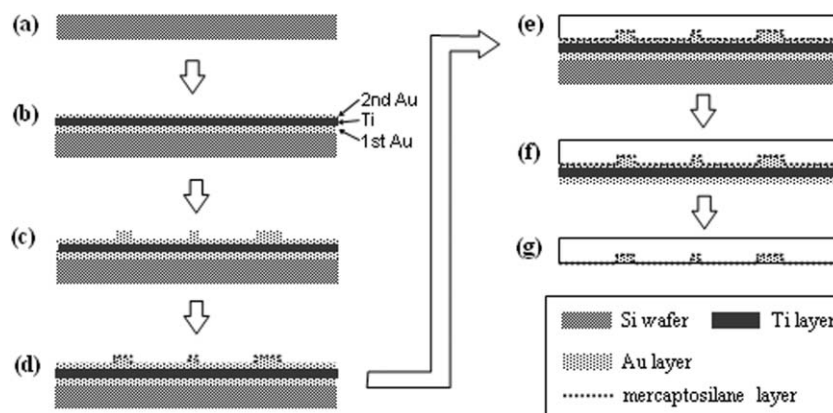 (a)
(b)
2nd Au
Ti
1st Au
(c)
(d)
(e)
(f)
(g)
Si wafer
Ti layer
Au layer
mercaptosilane layer